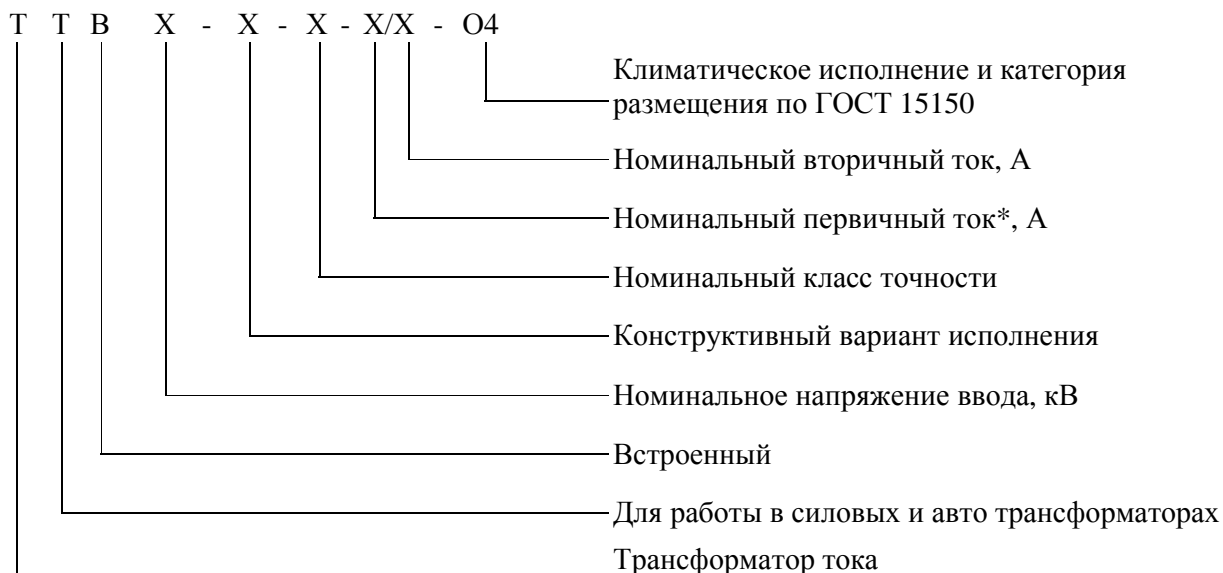 Т Т В Х - Х - Х - Х/Х - О4
Климатическое исполнение и категория
размещения по ГОСТ 15150
Номинальный вторичный ток, А
Номинальный первичный ток*, А
Номинальный класс точности
Конструктивный вариант исполнения
Номинальное напряжение ввода, кВ
Встроенный
Для работы в силовых и авто трансформаторах
Трансформатор тока